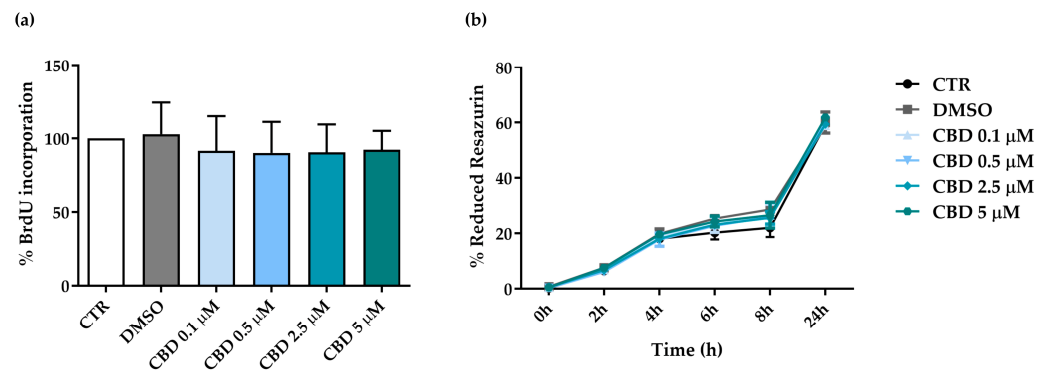 (a)
% BrdU incorporation
150
100
50
0
CTR
DMSO
CBD 0.1 μM
CBD 0.5 μM
CBD 2.5 μM
CBD 5 μM
(b)
% Reduced Resazurin
80
60
40
20
0
0h
2h
4h
6h
8h
24h
Time (h)
CTR
DMSO
CBD 0.1 μM
CBD 0.5 μM
CBD 2.5 μM
CBD 5 μM